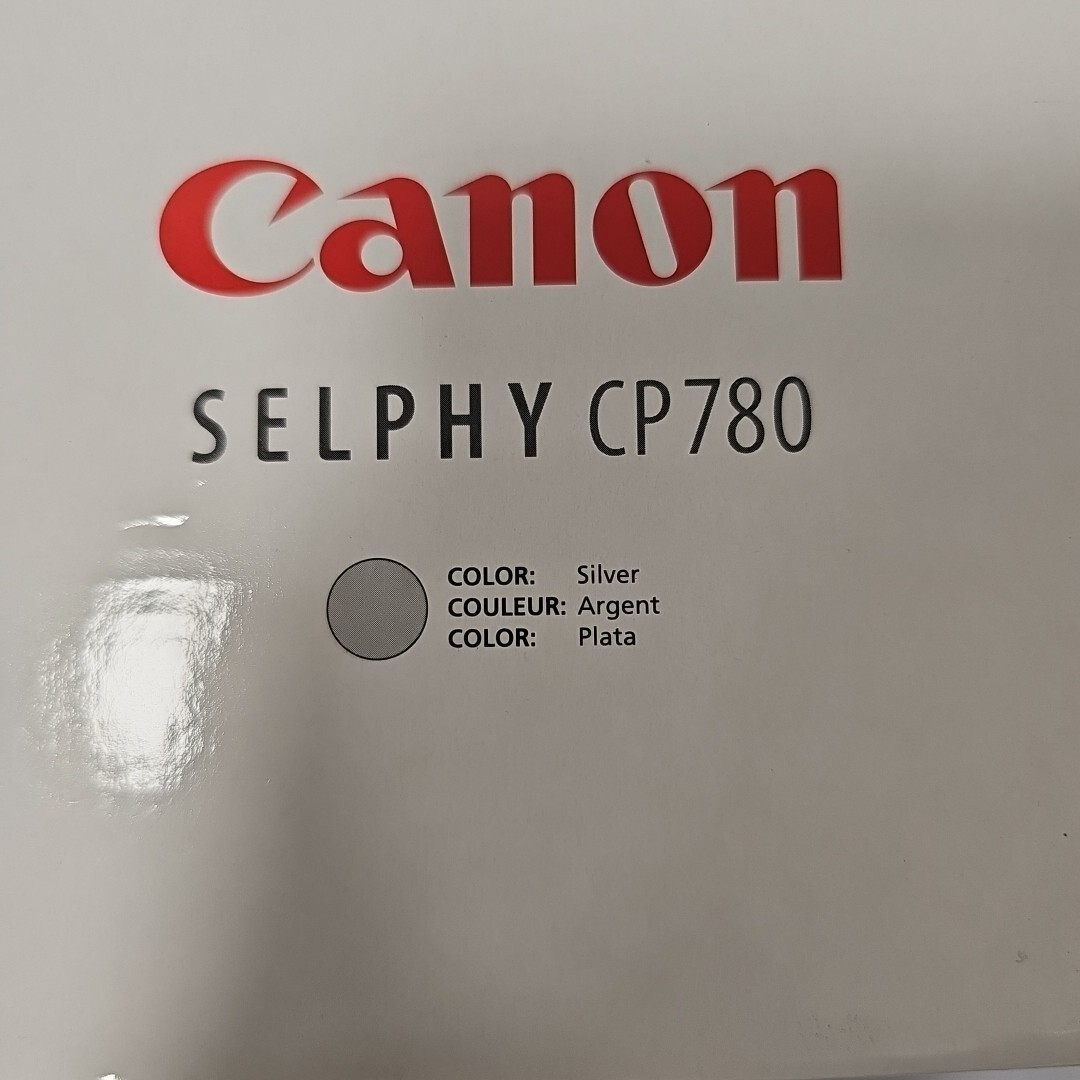 Canon
SELPHY CP780
COLOR: Silver
COULEUR: Argent
COLOR: Plata